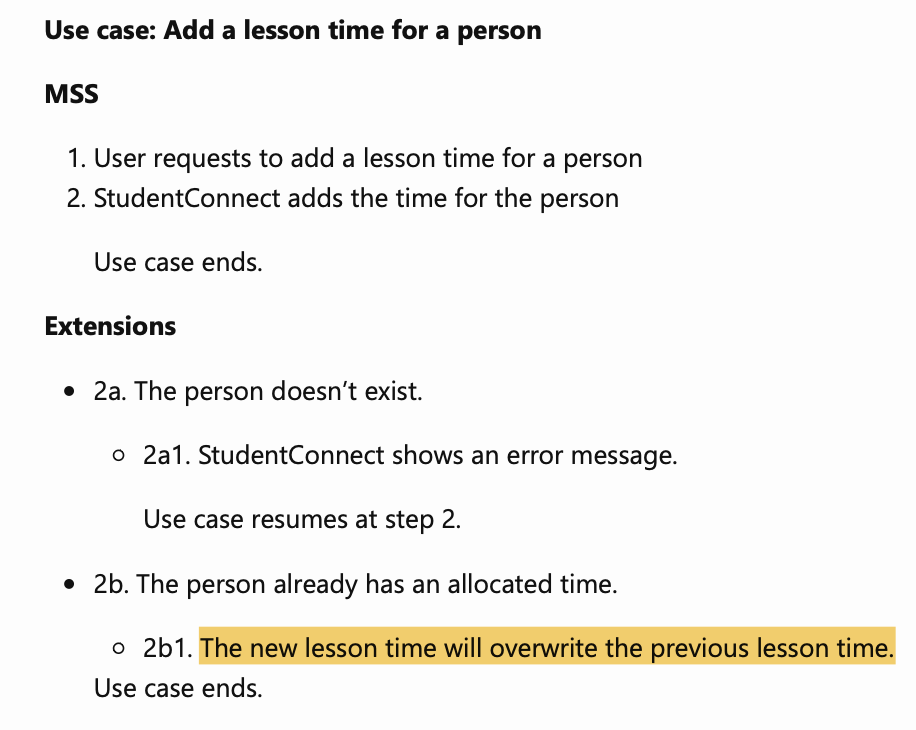 Use case: Add a lesson time for a person
MSS
1. User requests to add a lesson time for a person
2. StudentConnect adds the time for the person
Use case ends.
Extensions
• 2a. The person doesn’t exist.
◦ 2a1. StudentConnect shows an error message.
Use case resumes at step 2.
• 2b. The person already has an allocated time.
◦ 2b1. The new lesson time will overwrite the previous lesson time.
Use case ends.